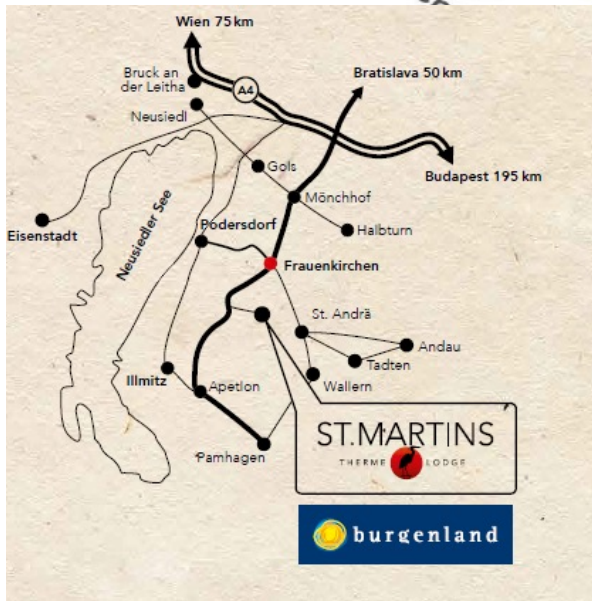 Wien 75 km
Bratislava 50 km
Bruck an
der Leitha
A4
Neusiedl
Gols
Budapest 195 km
Mönchhof
Neusiedler See
Podersdorf
Halbturn
Eisenstadt
Frauenkirchen
St. Andrä
Andau
Tadten
Illmitz
Apetlon
Wallern
ST. MARTINS
THERME LODGE
Pamhagen
burgenland